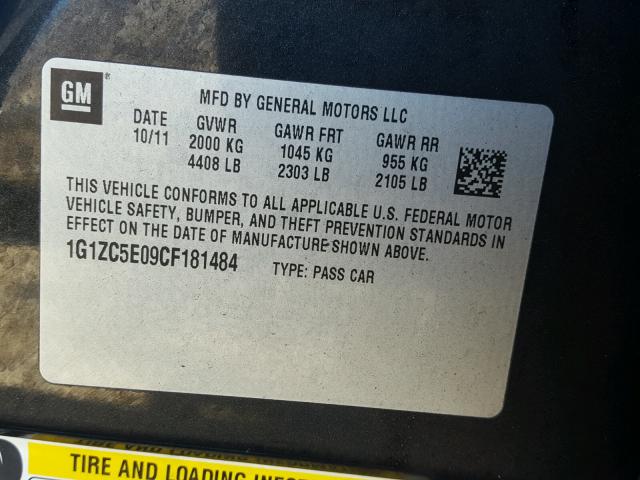 GM
MFD BY GENERAL MOTORS LLC
DATE GVWR GAWR FRT GAWR RR
10/11 2000 KG 1045 KG 955 KG
4408 LB 2303 LB 2105 LB
THIS VEHICLE CONFORMS TO ALL APPLICABLE U.S. FEDERAL MOTOR
VEHICLE SAFETY, BUMPER, AND THEFT PREVENTION STANDARDS IN
EFFECT ON THE DATE OF MANUFACTURE SHOWN ABOVE.
1G1ZC5E09CF181484 TYPE: PASS CAR
TIRE AND LOADING